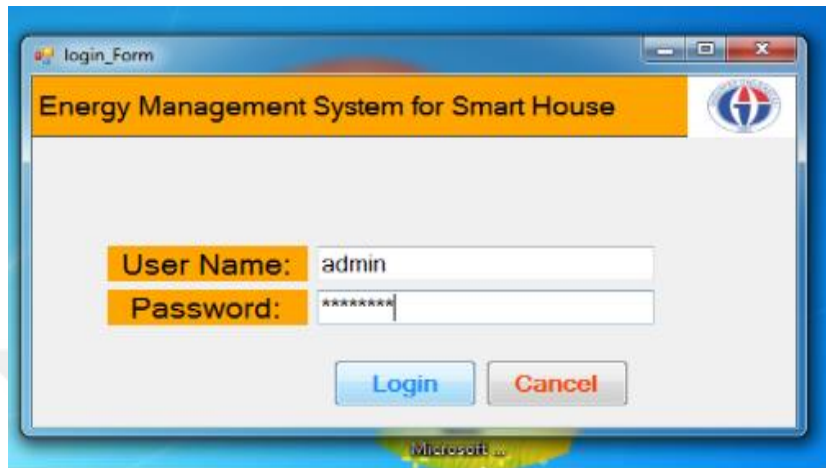 login_Form
Energy Management System for Smart House
User Name: admin
Password: ********
Login Cancel
Microsoft ...